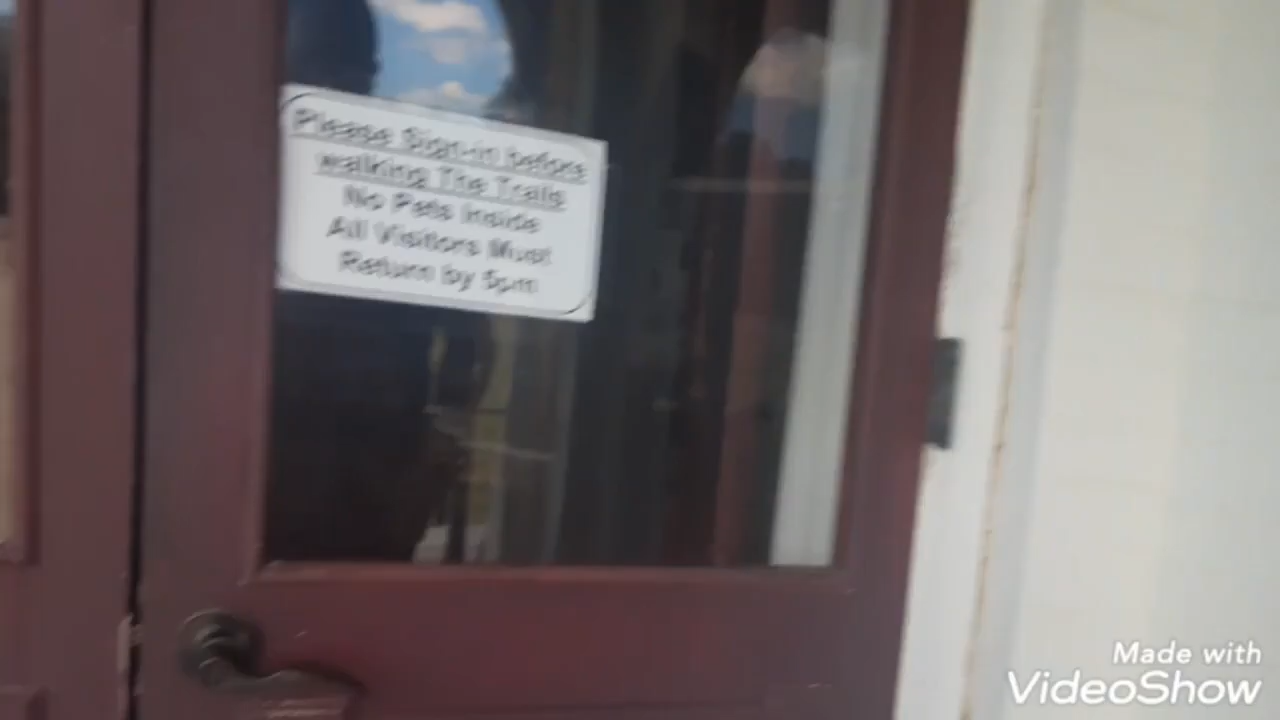 Please Sign-in before
walking The Trails
No Pets Inside
All Visitors Must
Return by 5pm
Made with
VideoShow